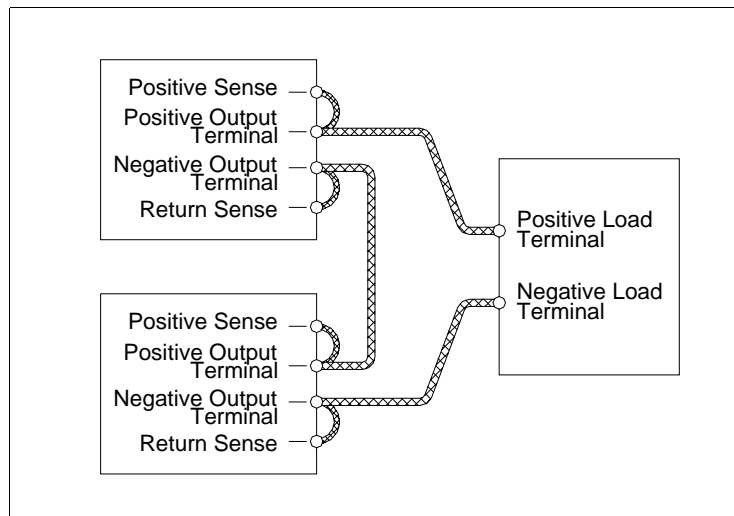 Positive Sense
Positive Output
Terminal
Negative Output
Terminal
Return Sense
Positive Load
Terminal
Negative Load
Terminal
Positive Sense
Positive Output
Terminal
Negative Output
Terminal
Return Sense